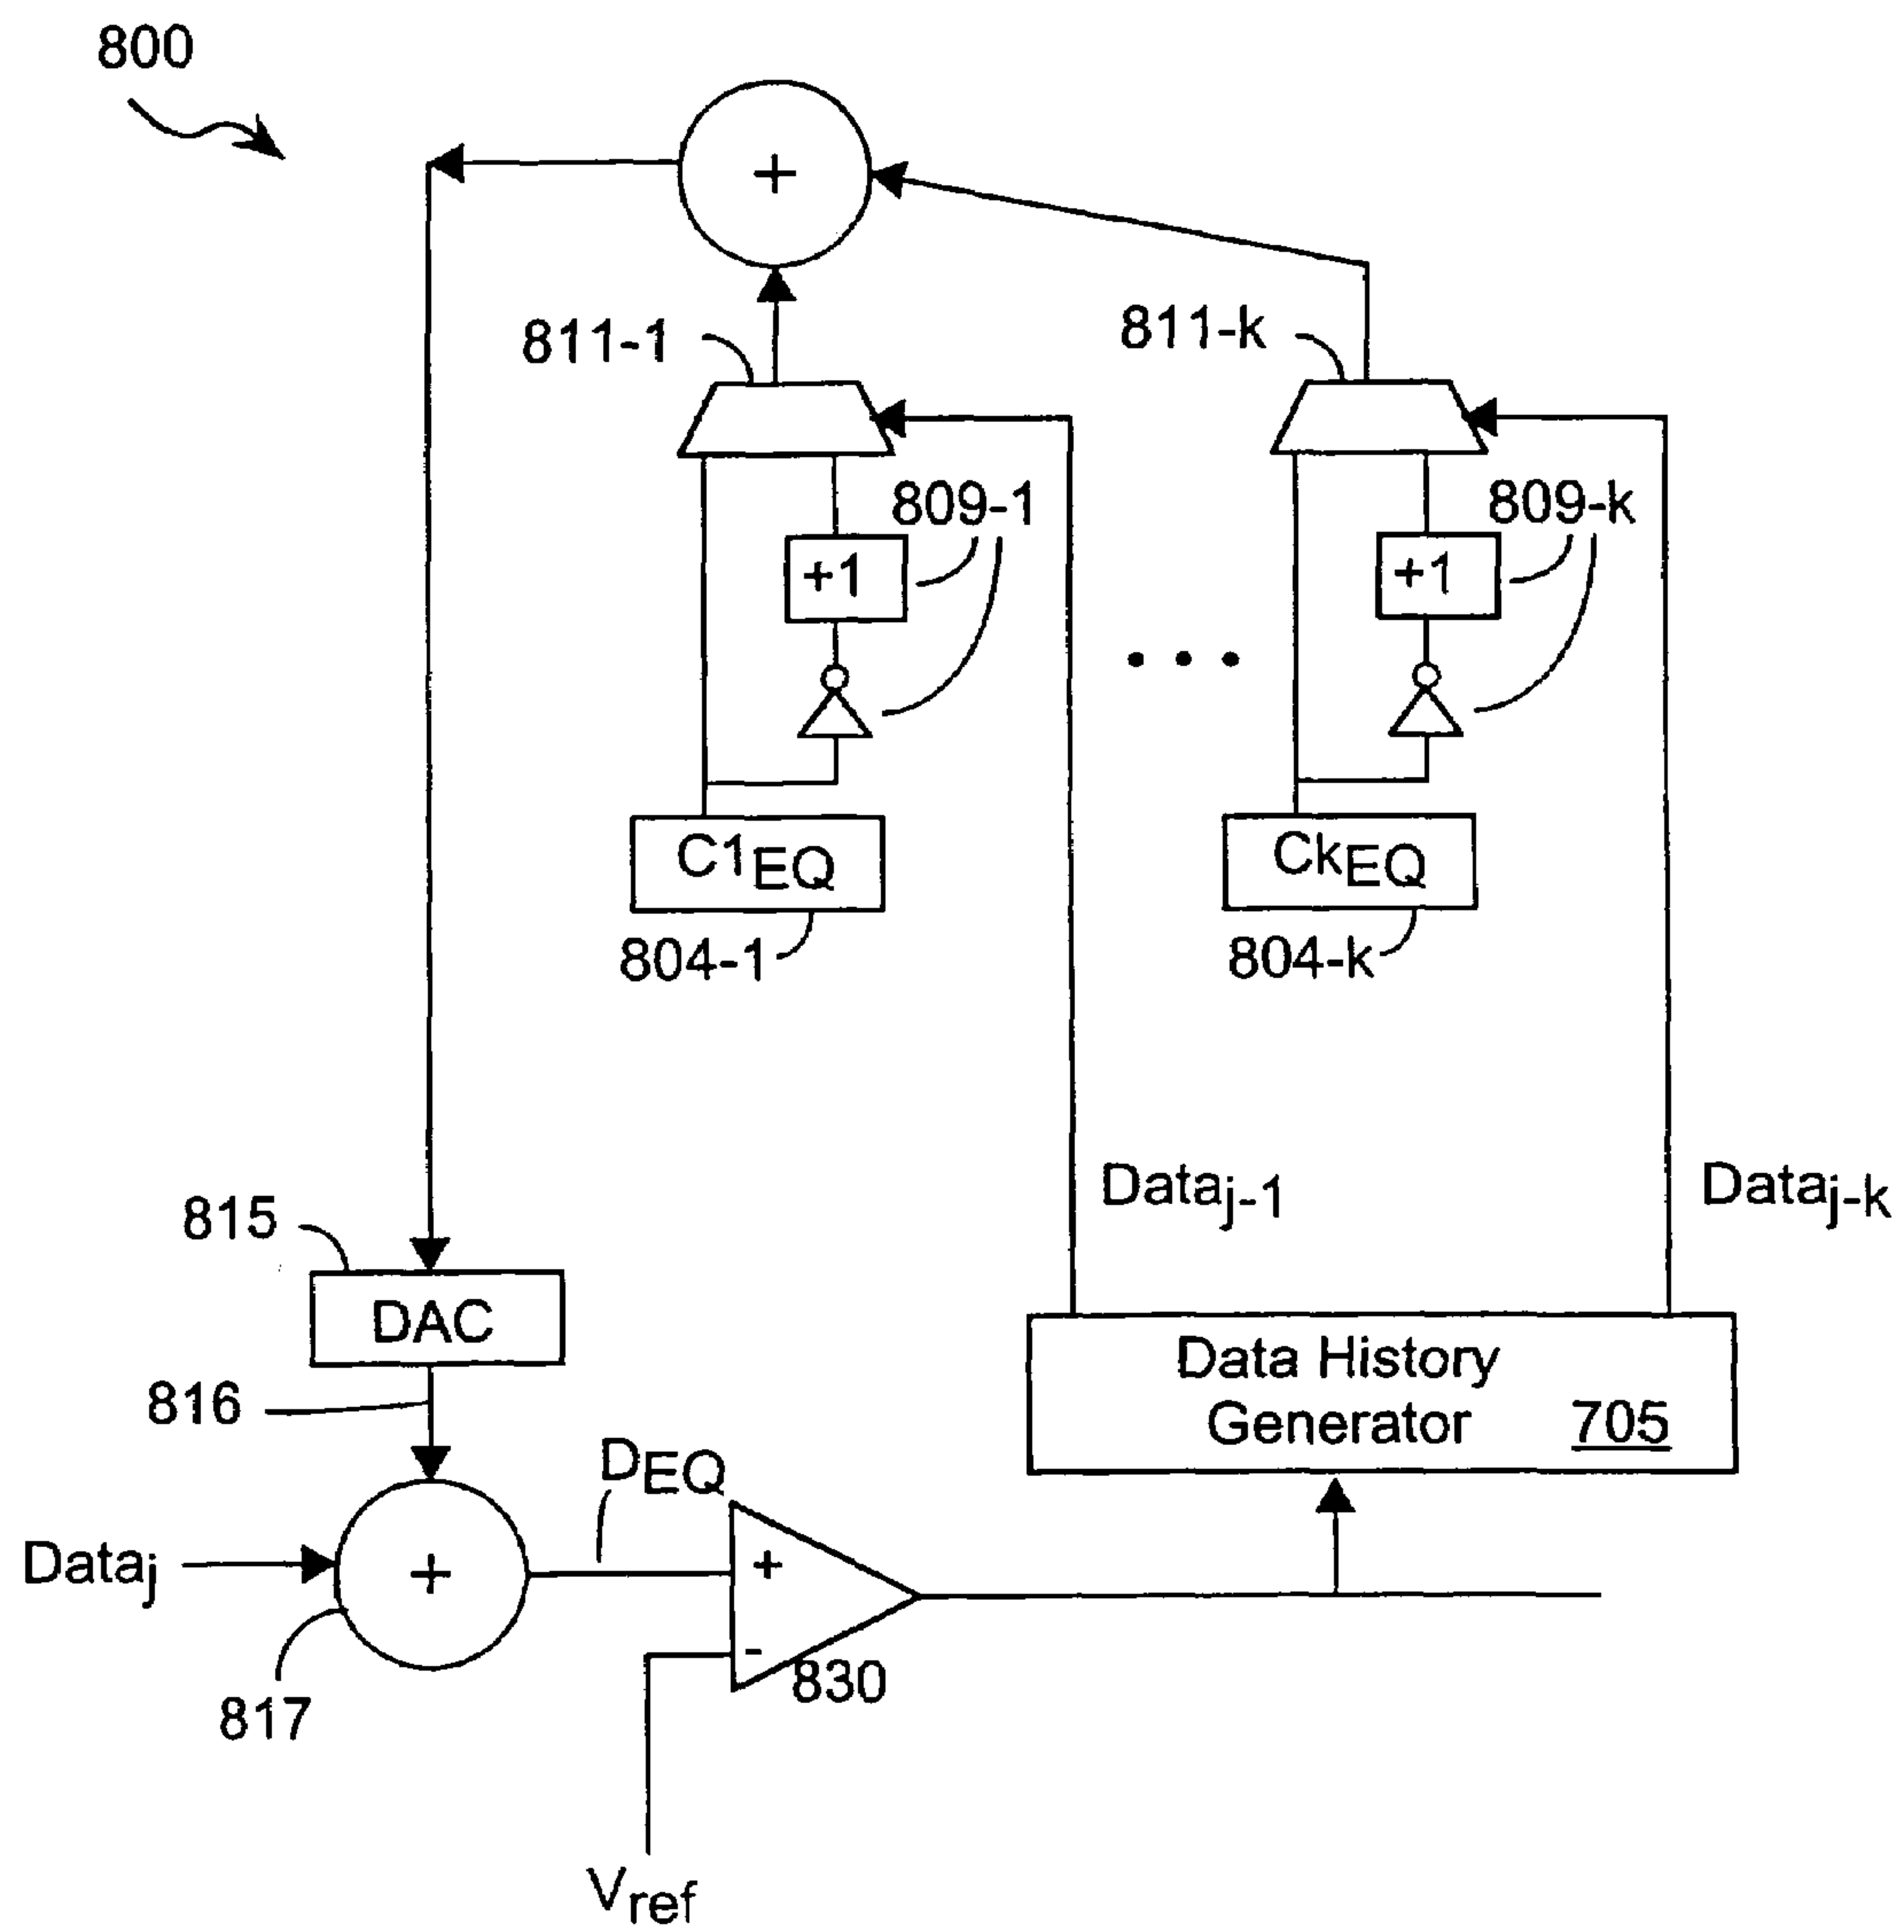 800
+
811-1
811-k
809-1
809-k
+1
+1
C1EQ
CkEQ
804-1
804-k
Dataj-1
Dataj-k
815
DAC
Data History
Generator 705
816
DEQ
Dataj
+
+
-
830
817
Vref